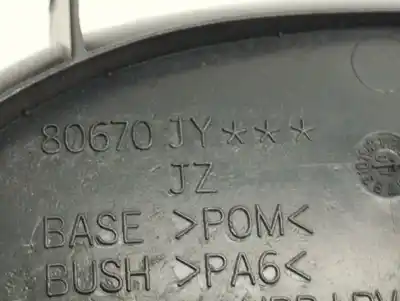 80670 JY***
JZ
BASE >POM<
BUSH >PA6<